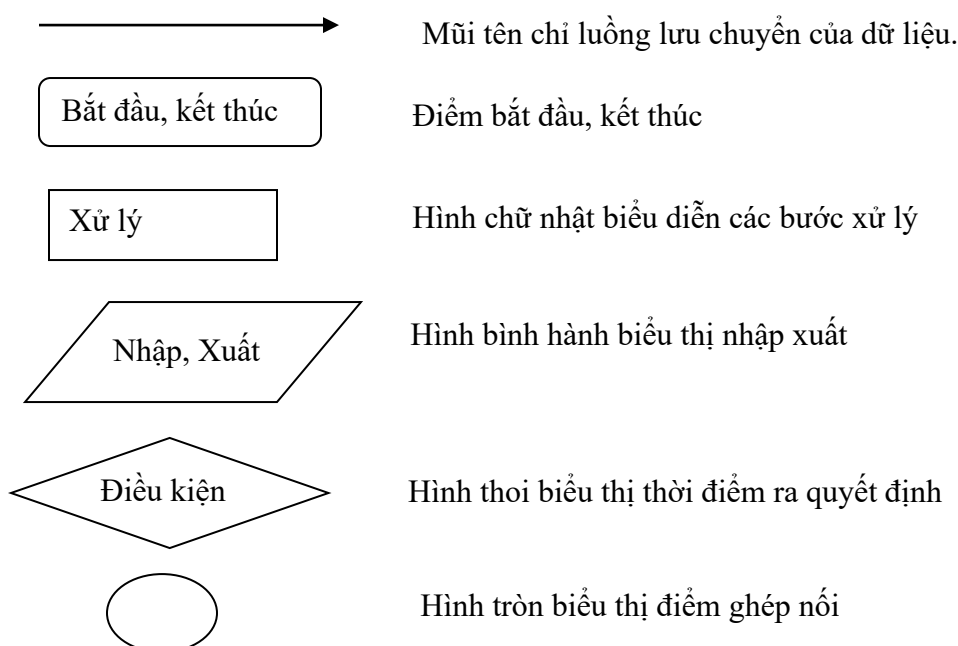 Mũi tên chỉ luồng lưu chuyển của dữ liệu.
Bắt đầu, kết thúc
Điểm bắt đầu, kết thúc
Xử lý
Hình chữ nhật biểu diễn các bước xử lý
Nhập, Xuất
Hình bình hành biểu thị nhập xuất
Điều kiện
Hình thoi biểu thị thời điểm ra quyết định
Hình tròn biểu thị điểm ghép nối